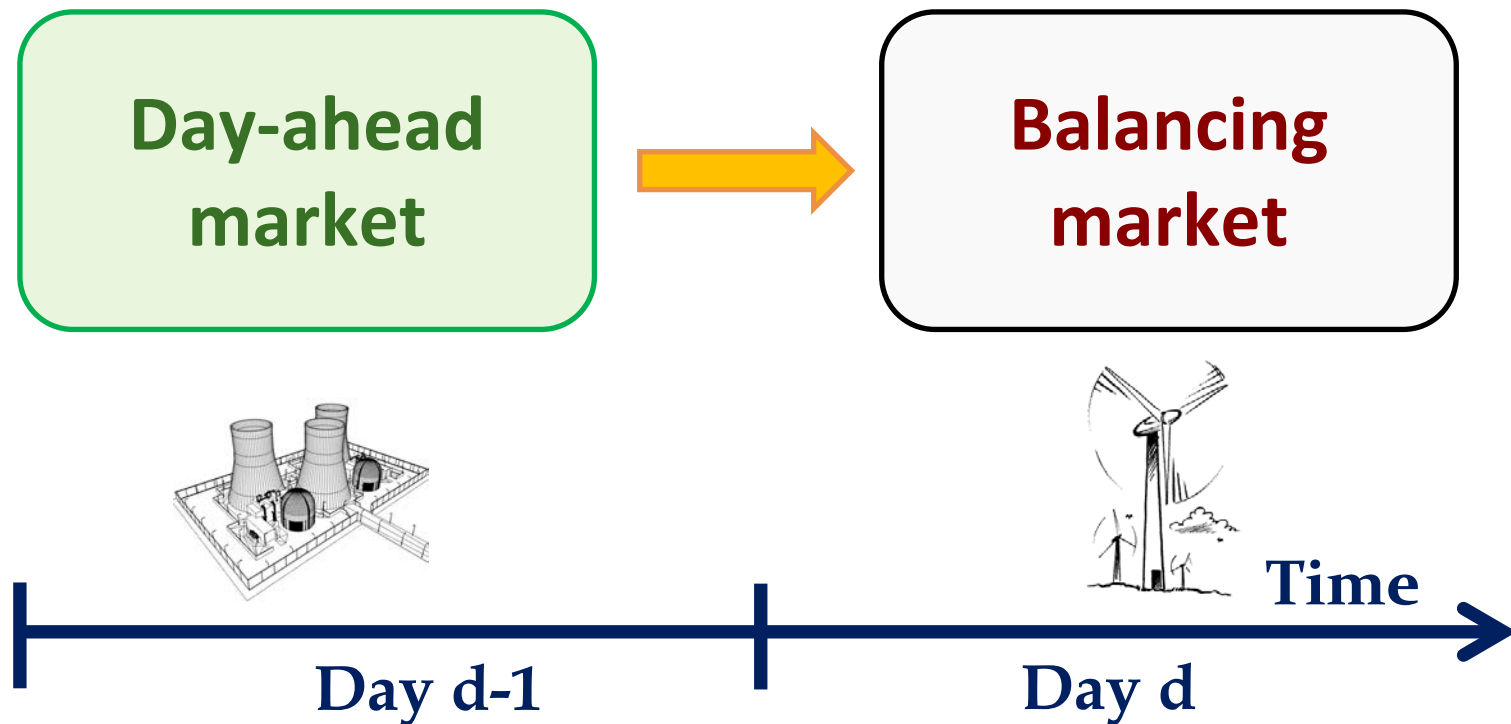 Day-ahead
market
Balancing
market
Time
Day d-1
Day d